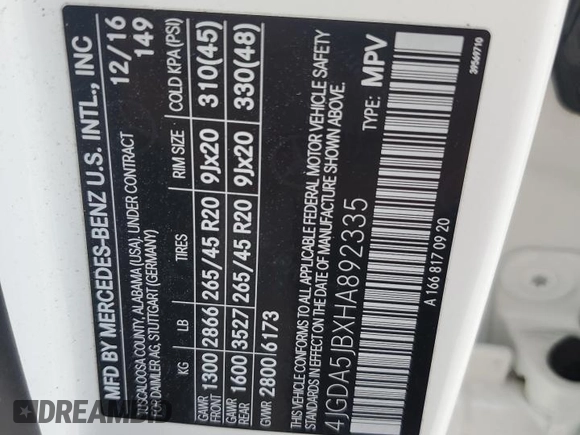 MFD BY MERCEDES-BENZ U.S. INTL., INC
TUSCALOOSA COUNTY, ALABAMA (USA). UNDER CONTRACT
FOR DAIMLER AG, STUTTGART (GERMANY)
12/16
149
KG LB TIRES RIM SIZE COLD KPA (PSI)
GAWR FRONT 1300 2866 265/45 R20 9Jx20 310(45)
GAWR REAR 1600 3527 265/45 R20 9Jx20 330(48)
GVWR 2800/6173
THIS VEHICLE CONFORMS TO ALL APPLICABLE FEDERAL MOTOR VEHICLE SAFETY
STANDARDS IN EFFECT ON THE DATE OF MANUFACTURE SHOWN ABOVE.
4JGDA5JBXHA892335 TYPE: MPV
A 166 817 09 20
39569710
DREAMBID